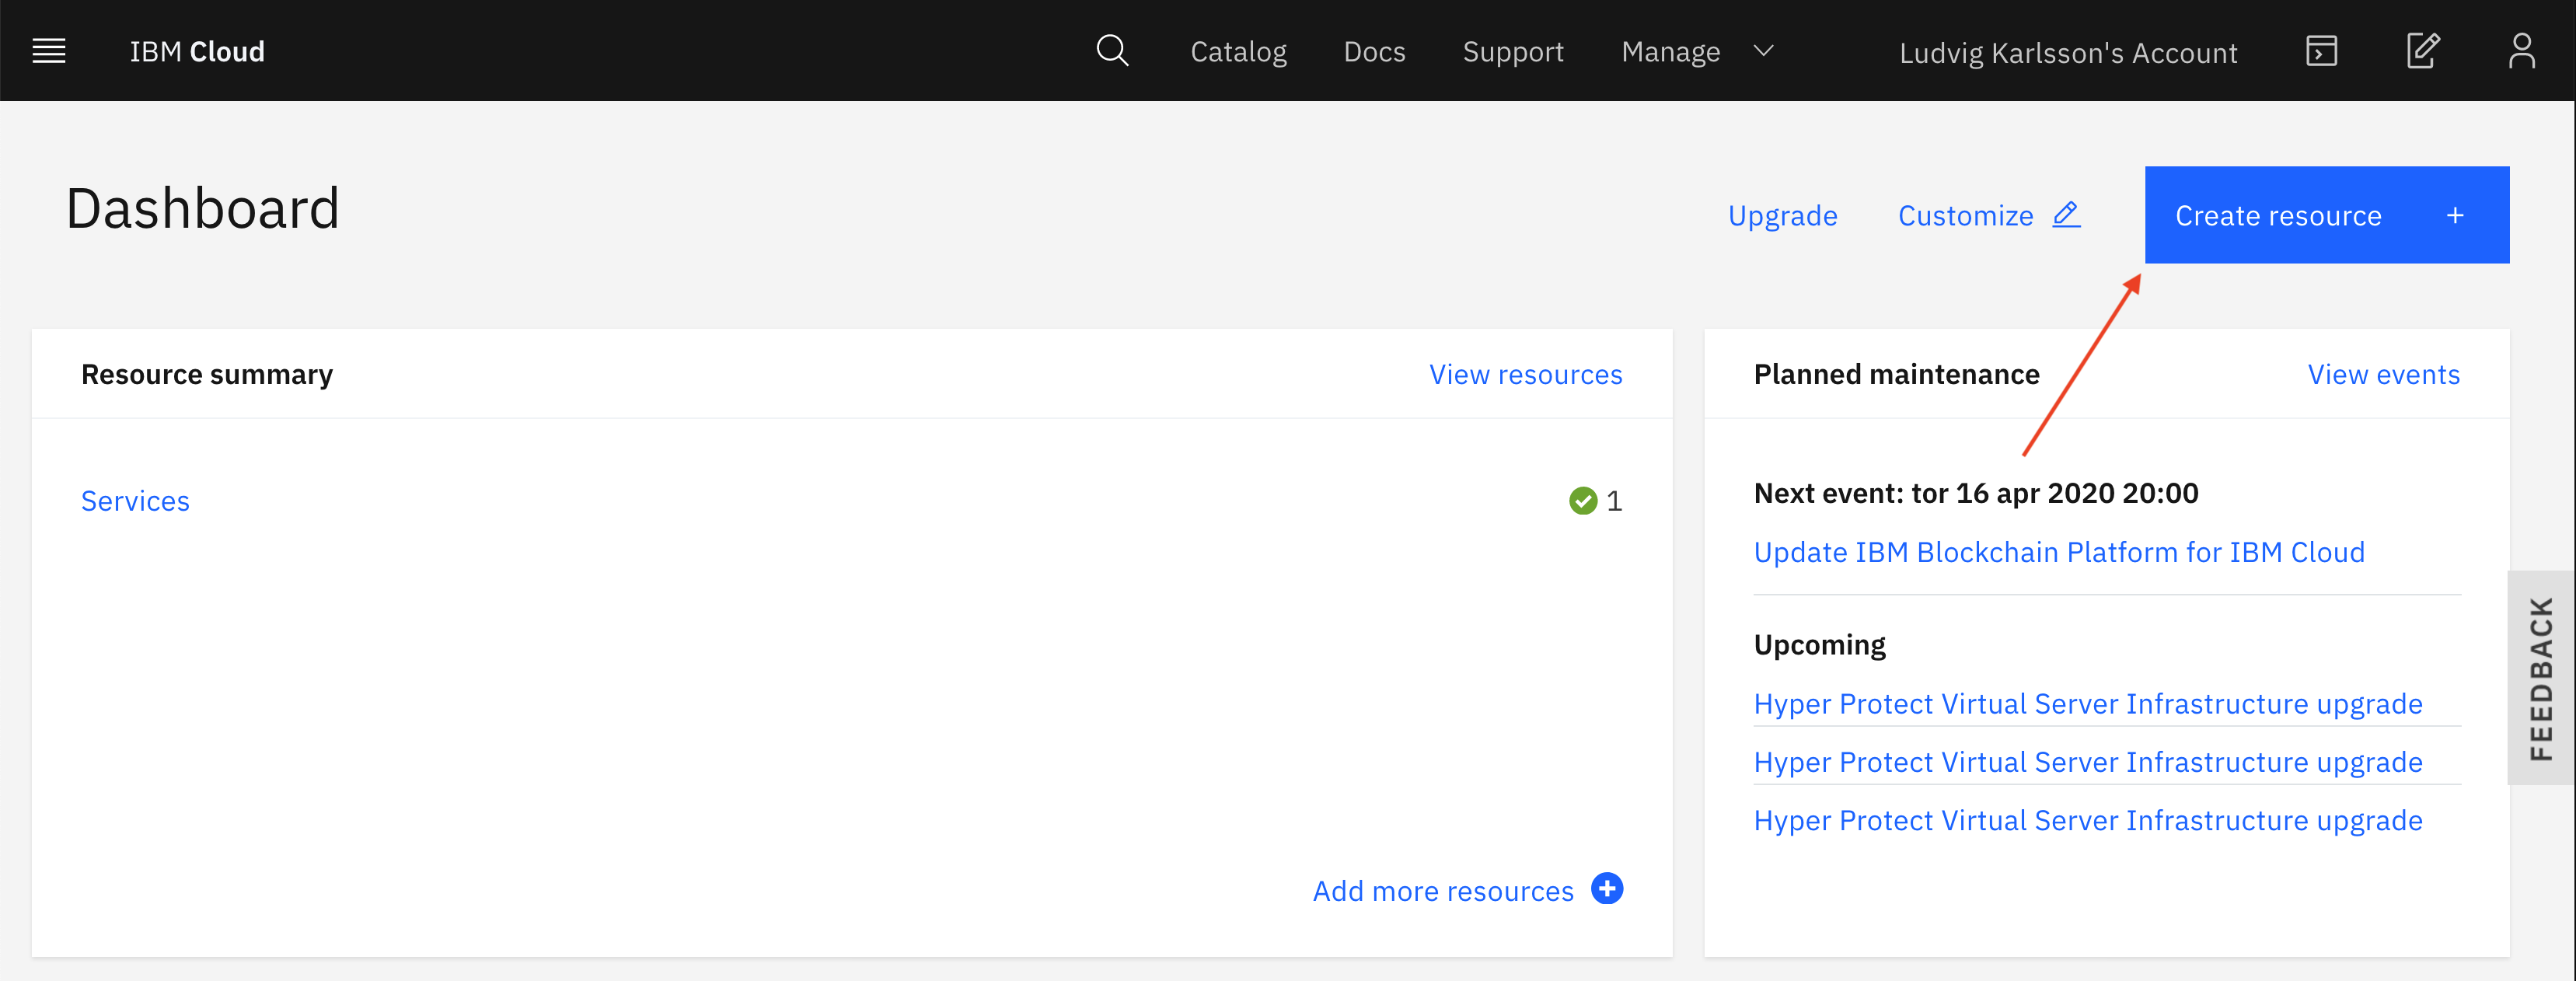 IBM Cloud
Catalog
Docs
Support
Manage
Ludvig Karlsson's Account
Dashboard
Upgrade
Customize
Create resource +
Resource summary
View resources
Services
1
Add more resources
Planned maintenance
View events
Next event: tor 16 apr 2020 20:00
Update IBM Blockchain Platform for IBM Cloud
Upcoming
Hyper Protect Virtual Server Infrastructure upgrade
Hyper Protect Virtual Server Infrastructure upgrade
Hyper Protect Virtual Server Infrastructure upgrade
FEEDBACK